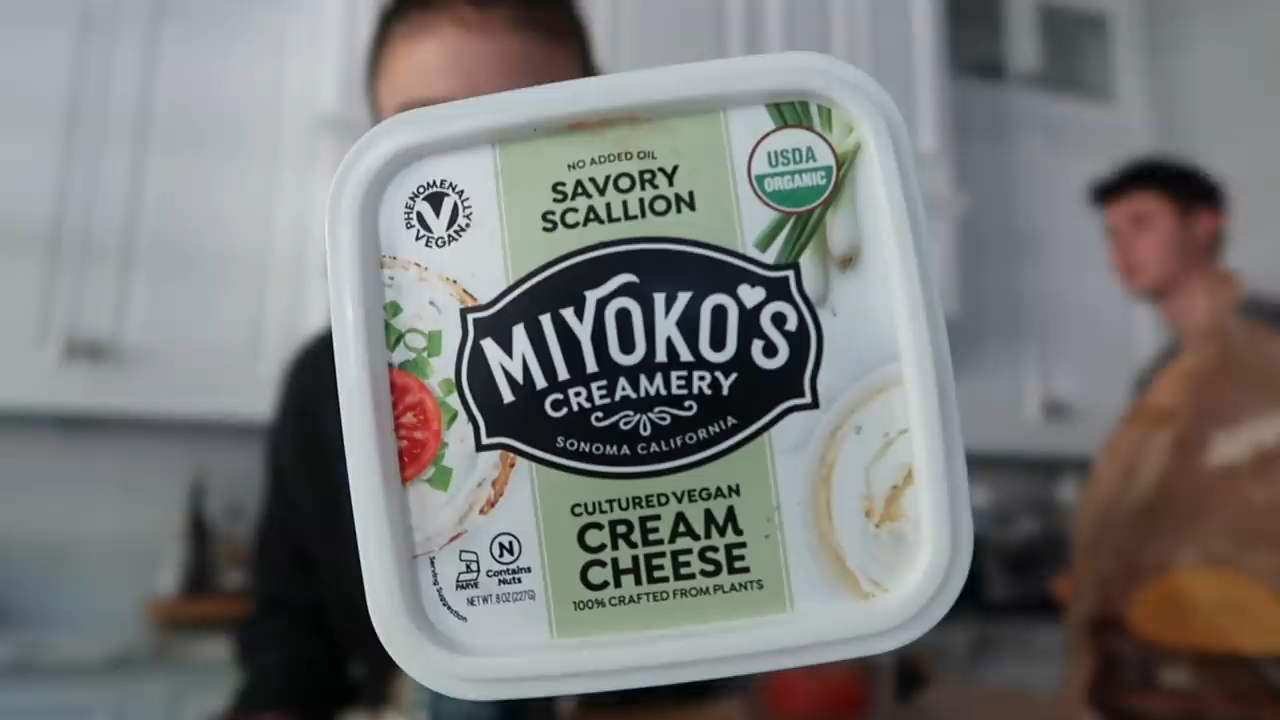 NO ADDED OIL
SAVORY
SCALLION
PHENOMENALLY
V
VEGAN
USDA
ORGANIC
MIYOKO'S
CREAMERY
SONOMA CALIFORNIA
CULTURED VEGAN
CREAM
CHEESE
100% CRAFTED FROM PLANTS
K
PARVE
N
Contains
Nuts
NET WT. 8 OZ (227G)
Serving Suggestion